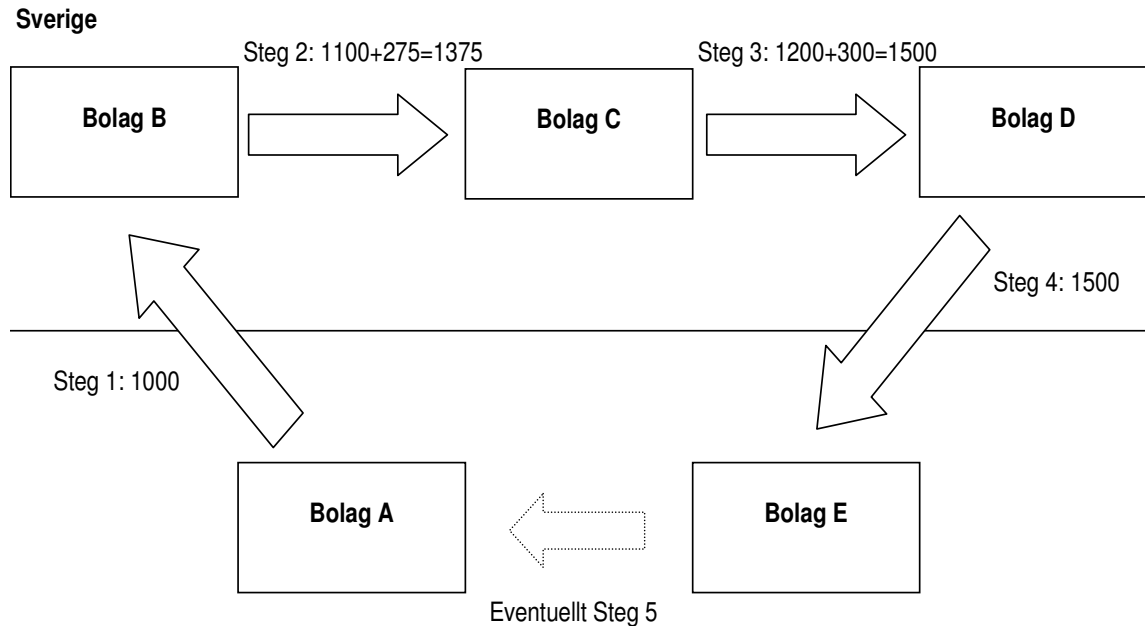 Sverige
Steg 2: 1100+275=1375
Steg 3: 1200+300=1500
Bolag B
Bolag C
Bolag D
Steg 4: 1500
Steg 1: 1000
Bolag A
Bolag E
Eventuellt Steg 5